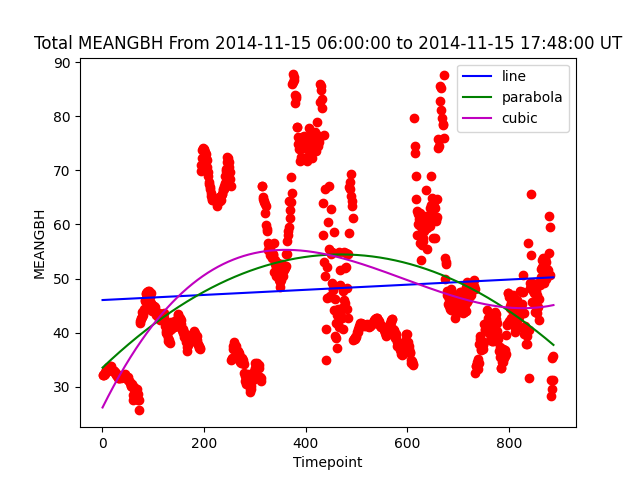 Total MEANGBH From 2014-11-15 06:00:00 to 2014-11-15 17:48:00 UT
90
80
70
60
50
40
30
MEANGBH
line
parabola
cubic
0 200 400 600 800
Timepoint